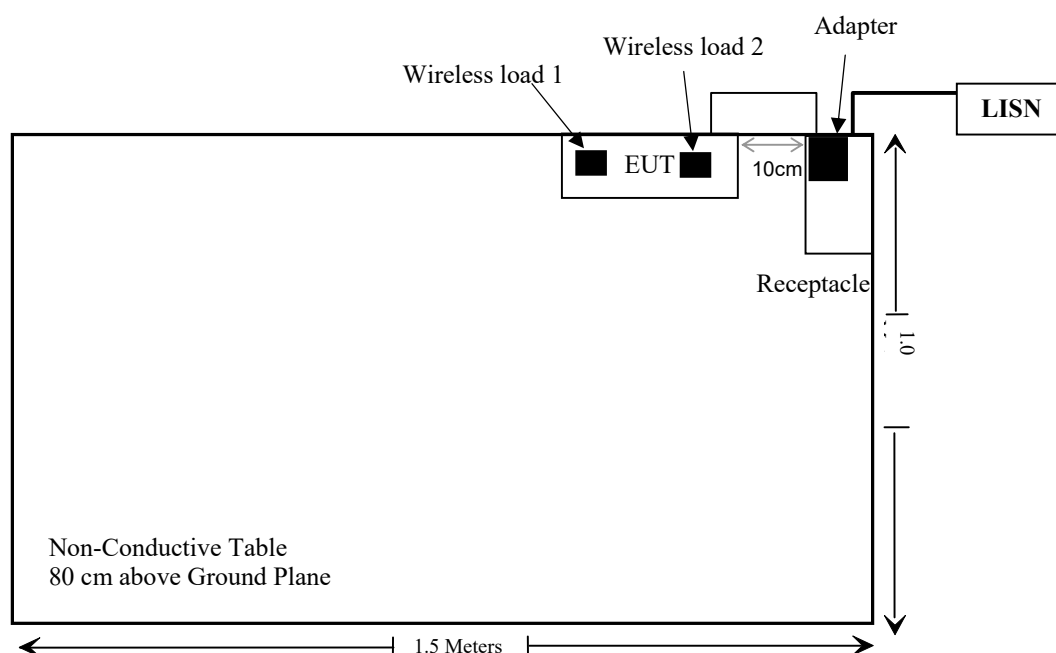 Adapter
Wireless load 2
Wireless load 1
LISN
EUT
10cm
Receptacle
1.0
Non-Conductive Table
80 cm above Ground Plane
1.5 Meters